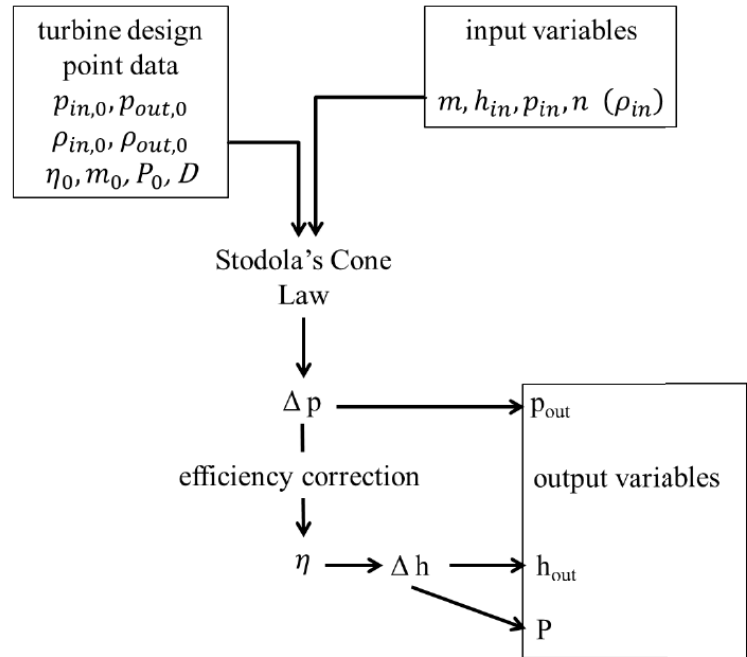 turbine design
point data
p_{in,0}, p_{out,0}
ρ_{in,0}, ρ_{out,0}
η_0, m_0, P_0, D
input variables
m, h_{in}, p_{in}, n (ρ_{in})
Stodola's Cone
Law
Δ p
p_{out}
efficiency correction
output variables
η
Δ h
h_{out}
P